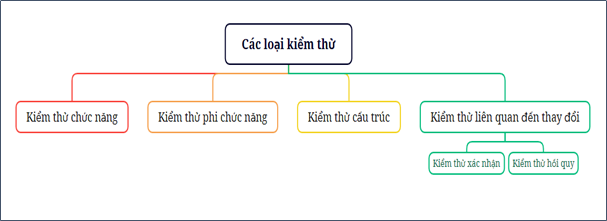 Các loại kiểm thử
Kiểm thử chức năng
Kiểm thử phi chức năng
Kiểm thử cấu trúc
Kiểm thử liên quan đến thay đổi
Kiểm thử xác nhận
Kiểm thử hồi quy